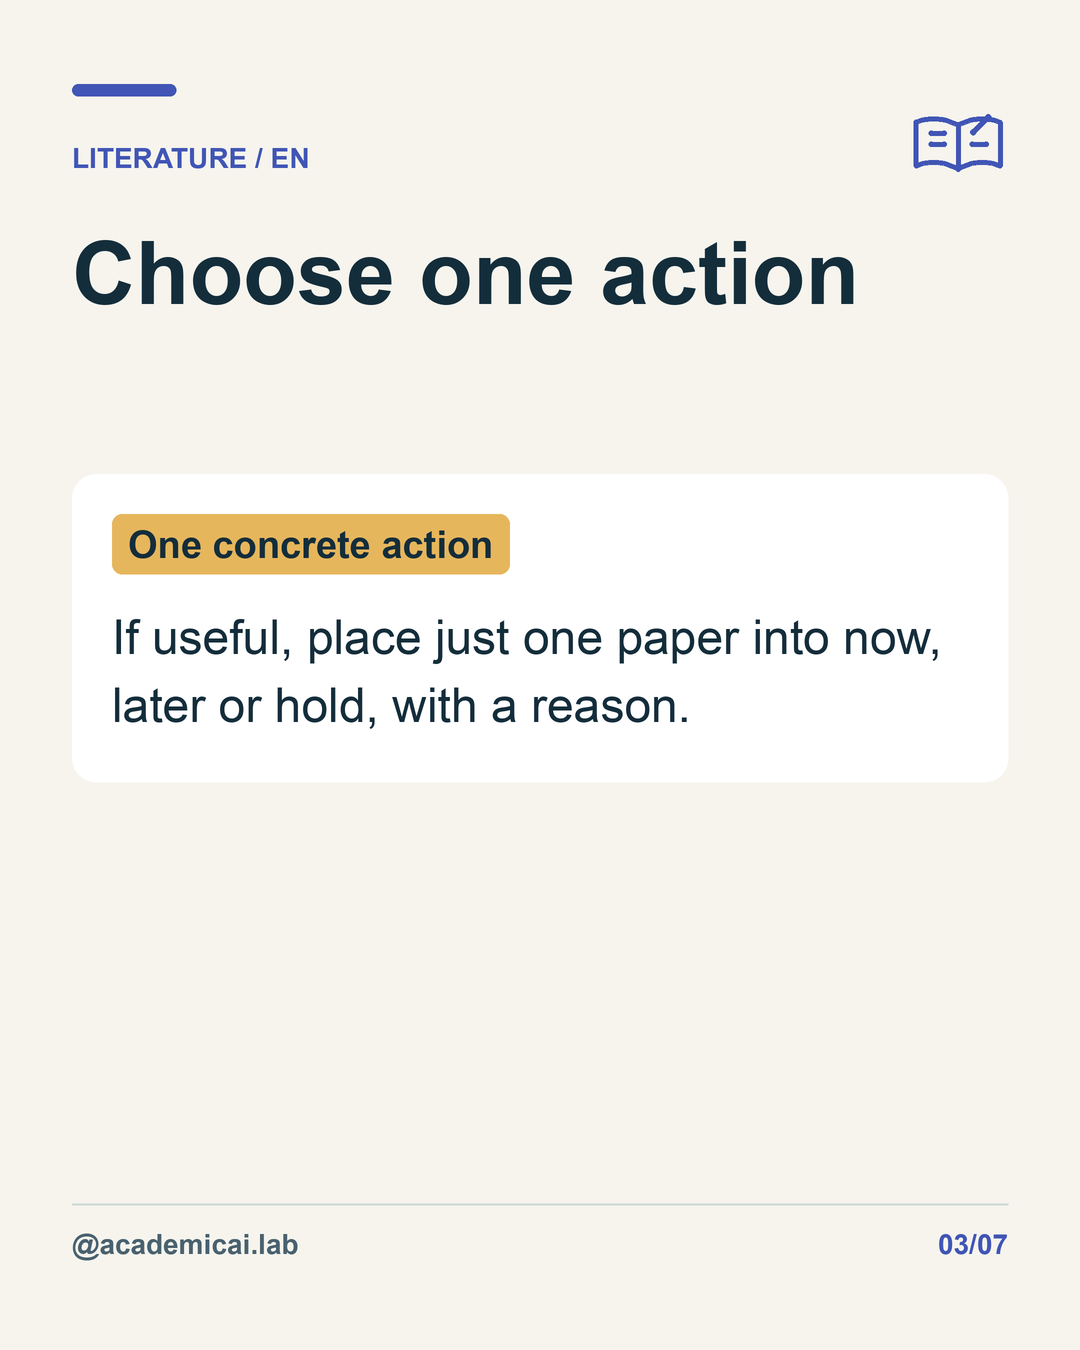 LITERATURE / EN
Choose one action
One concrete action
If useful, place just one paper into now,
later or hold, with a reason.
@academicai.lab
03/07